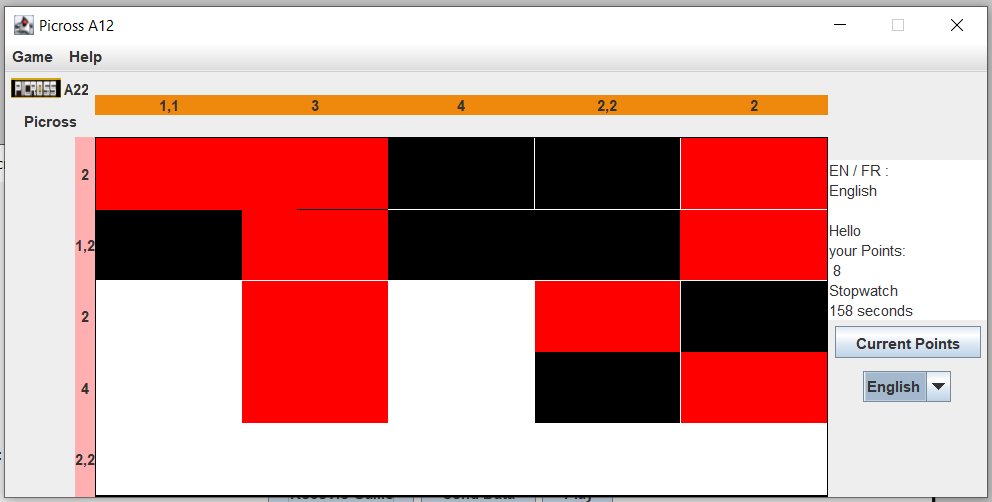 Picross A12
Game Help
PICROSS A22
1,1 3 4 2,2 2
Picross
2
1,2
2
4
2,2
EN / FR :
English
Hello
your Points:
8
Stopwatch
158 seconds
Current Points
English